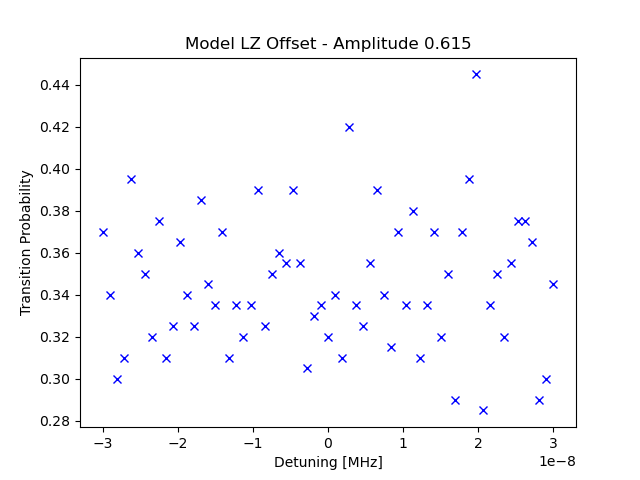 Model LZ Offset - Amplitude 0.615
0.44
0.42
0.40
0.38
0.36
0.34
0.32
0.30
0.28
Transition Probability
−3 −2 −1 0 1 2 3
1e−8
Detuning [MHz]